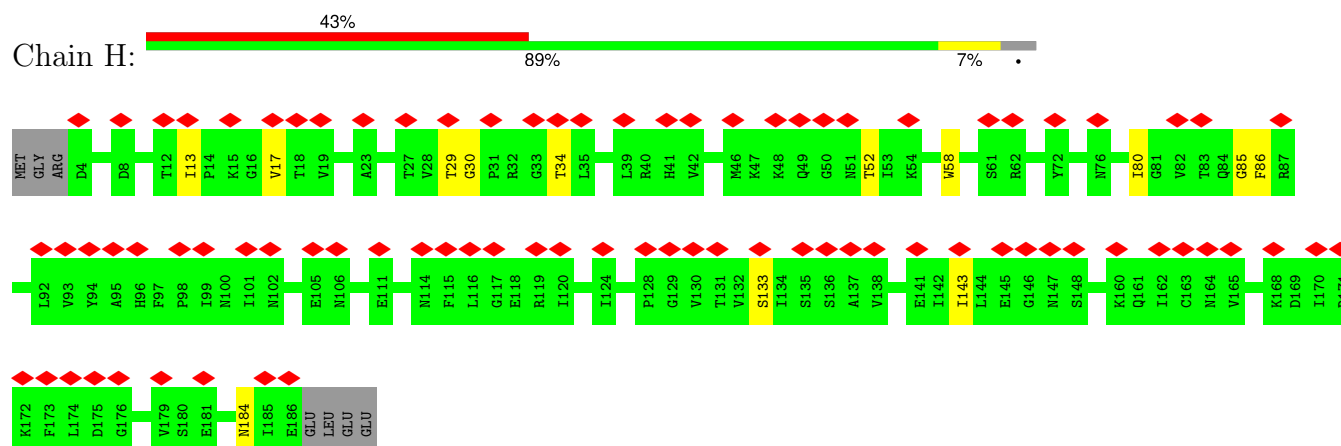 43%
Chain H:
89% 7% •
MET GLY ARG D4 D8 T12 I13 P14 K15 G16 V17 T18 V19 A23 T27 V28 T29 G30 P31 R32 G33 T34 L35 L39 R40 H41 V42 M46 K47 K48 Q49 G50 N51 T52 I53 K54 W58 S61 R62 Y72 N76 I80 G81 V82 T83 Q84 G85 F86 R87
L92 V93 Y94 A95 H96 F97 P98 I99 N100 I101 N102 E105 N106 E111 N114 F115 L116 G117 E118 R119 I120 I124 P128 G129 V130 T131 V132 S133 I134 S135 S136 A137 V138 E141 I142 I143 L144 E145 G146 N147 S148 K160 Q161 I162 C163 N164 V165 K168 D169 I170
K172 F173 L174 D175 G176 V179 S180 E181 N184 I185 E186 GLU LEU GLU GLU